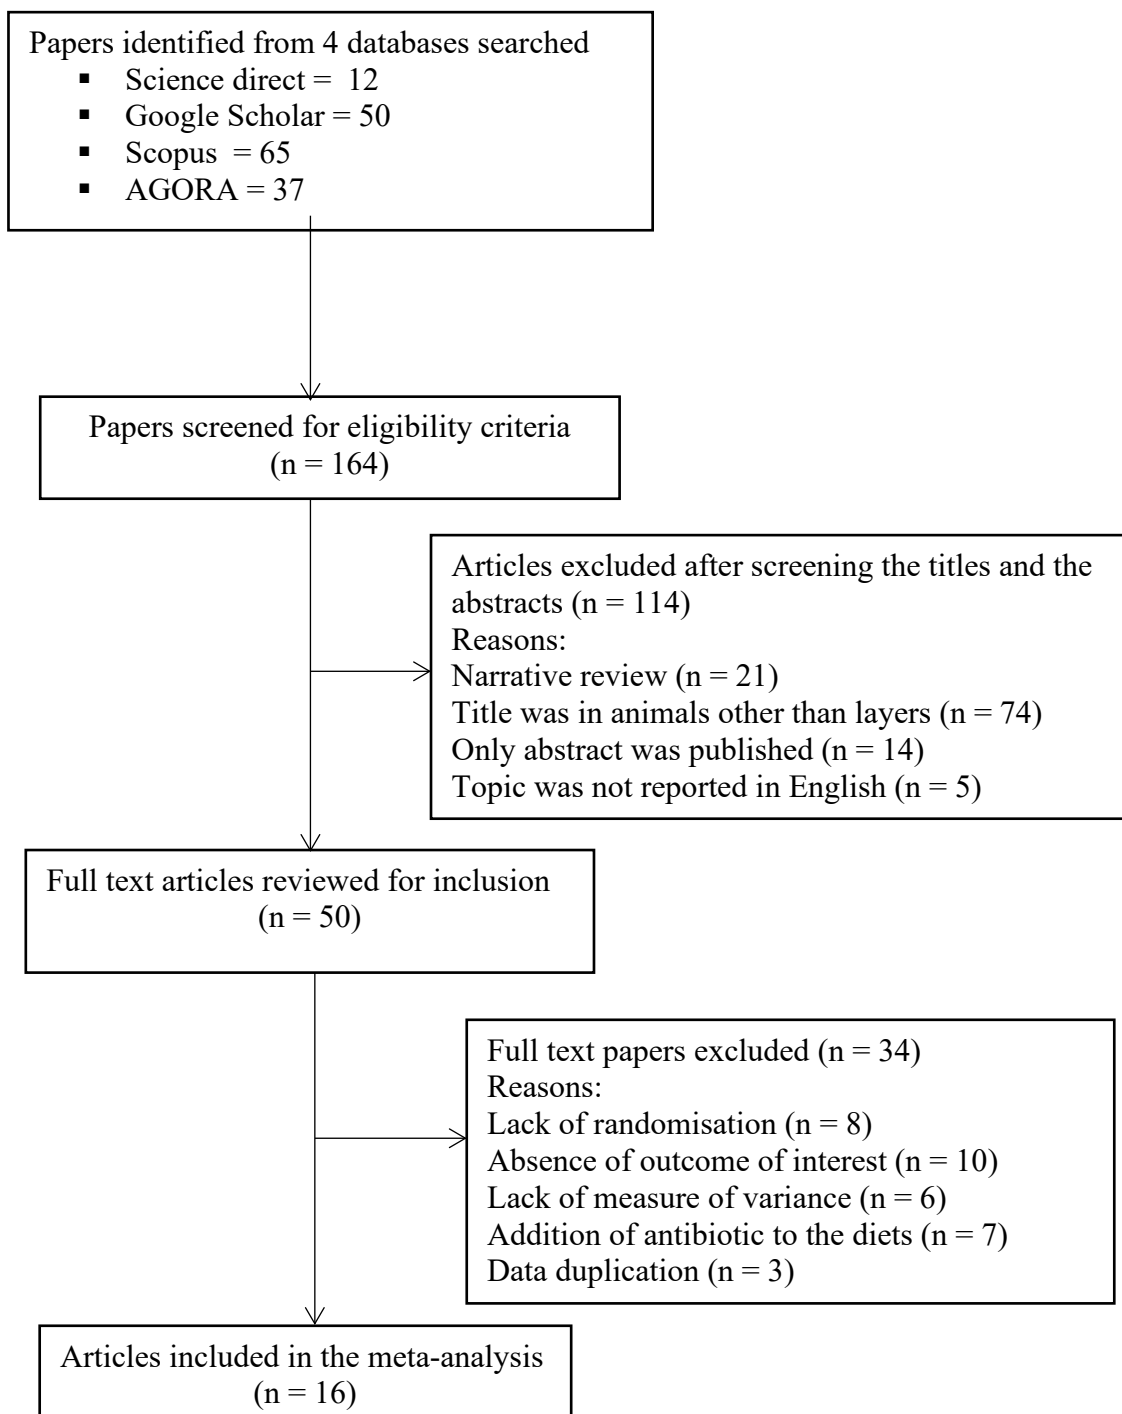 Papers identified from 4 databases searched
▪ Science direct = 12
▪ Google Scholar = 50
▪ Scopus = 65
▪ AGORA = 37
Papers screened for eligibility criteria
(n = 164)
Articles excluded after screening the titles and the
abstracts (n = 114)
Reasons:
Narrative review (n = 21)
Title was in animals other than layers (n = 74)
Only abstract was published (n = 14)
Topic was not reported in English (n = 5)
Full text articles reviewed for inclusion
(n = 50)
Full text papers excluded (n = 34)
Reasons:
Lack of randomisation (n = 8)
Absence of outcome of interest (n = 10)
Lack of measure of variance (n = 6)
Addition of antibiotic to the diets (n = 7)
Data duplication (n = 3)
Articles included in the meta-analysis
(n = 16)